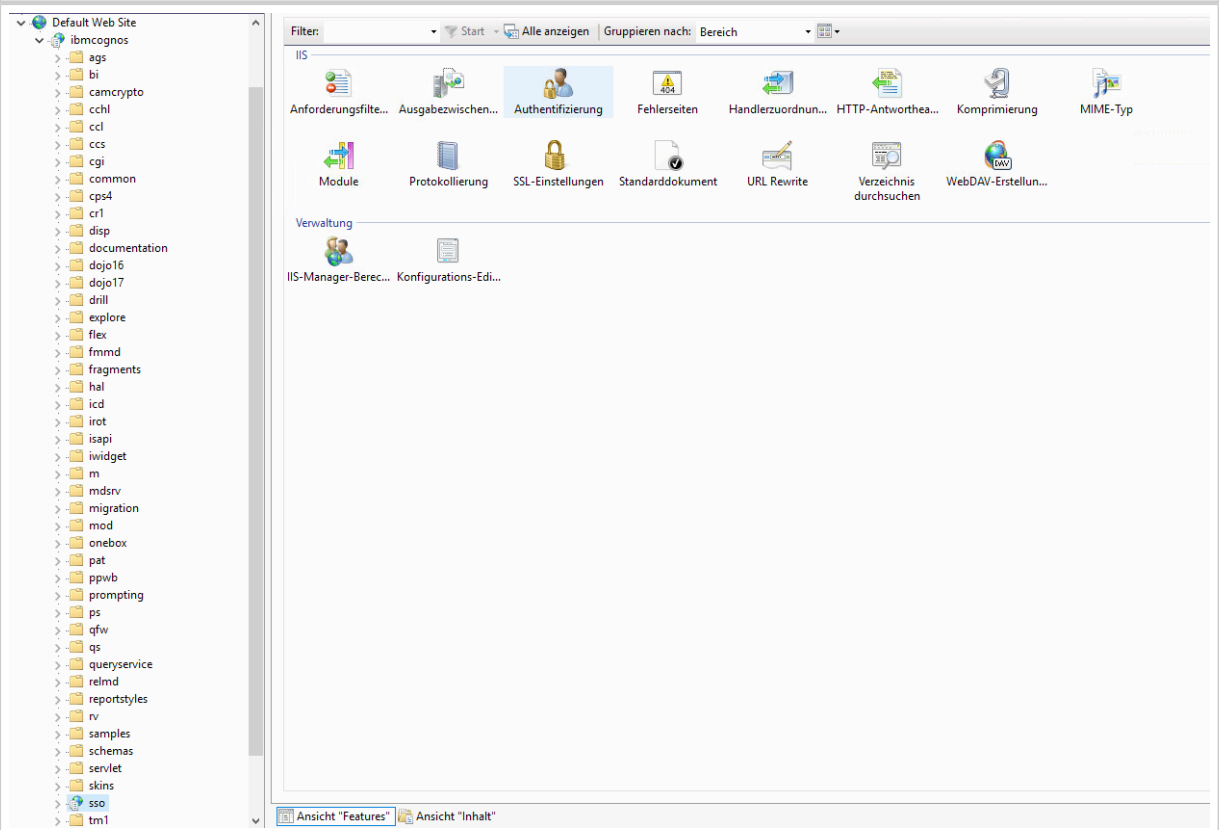 Default Web Site
ibmcognos
ags
bi
camcrypto
cchl
ccl
ccs
cgi
common
cps4
cr1
disp
documentation
dojo16
dojo17
drill
explore
flex
fmmd
fragments
hal
icd
irot
isapi
iwidget
m
mdsrv
migration
mod
onebox
pat
ppwb
prompting
ps
qfw
qs
queryservice
relmd
reportstyles
rv
samples
schemas
servlet
skins
sso
tm1
Filter: Start Alle anzeigen Gruppieren nach: Bereich
IIS
Anforderungsfilte... Ausgabezwischen... Authentifizierung Fehlerseiten Handlerzuordnun... HTTP-Antworthea... Komprimierung MIME-Typ
404
Module Protokollierung SSL-Einstellungen Standarddokument URL Rewrite Verzeichnis durchsuchen WebDAV-Erstellun...
DAV
Verwaltung
IIS-Manager-Berec... Konfigurations-Edi...
Ansicht "Features" Ansicht "Inhalt"